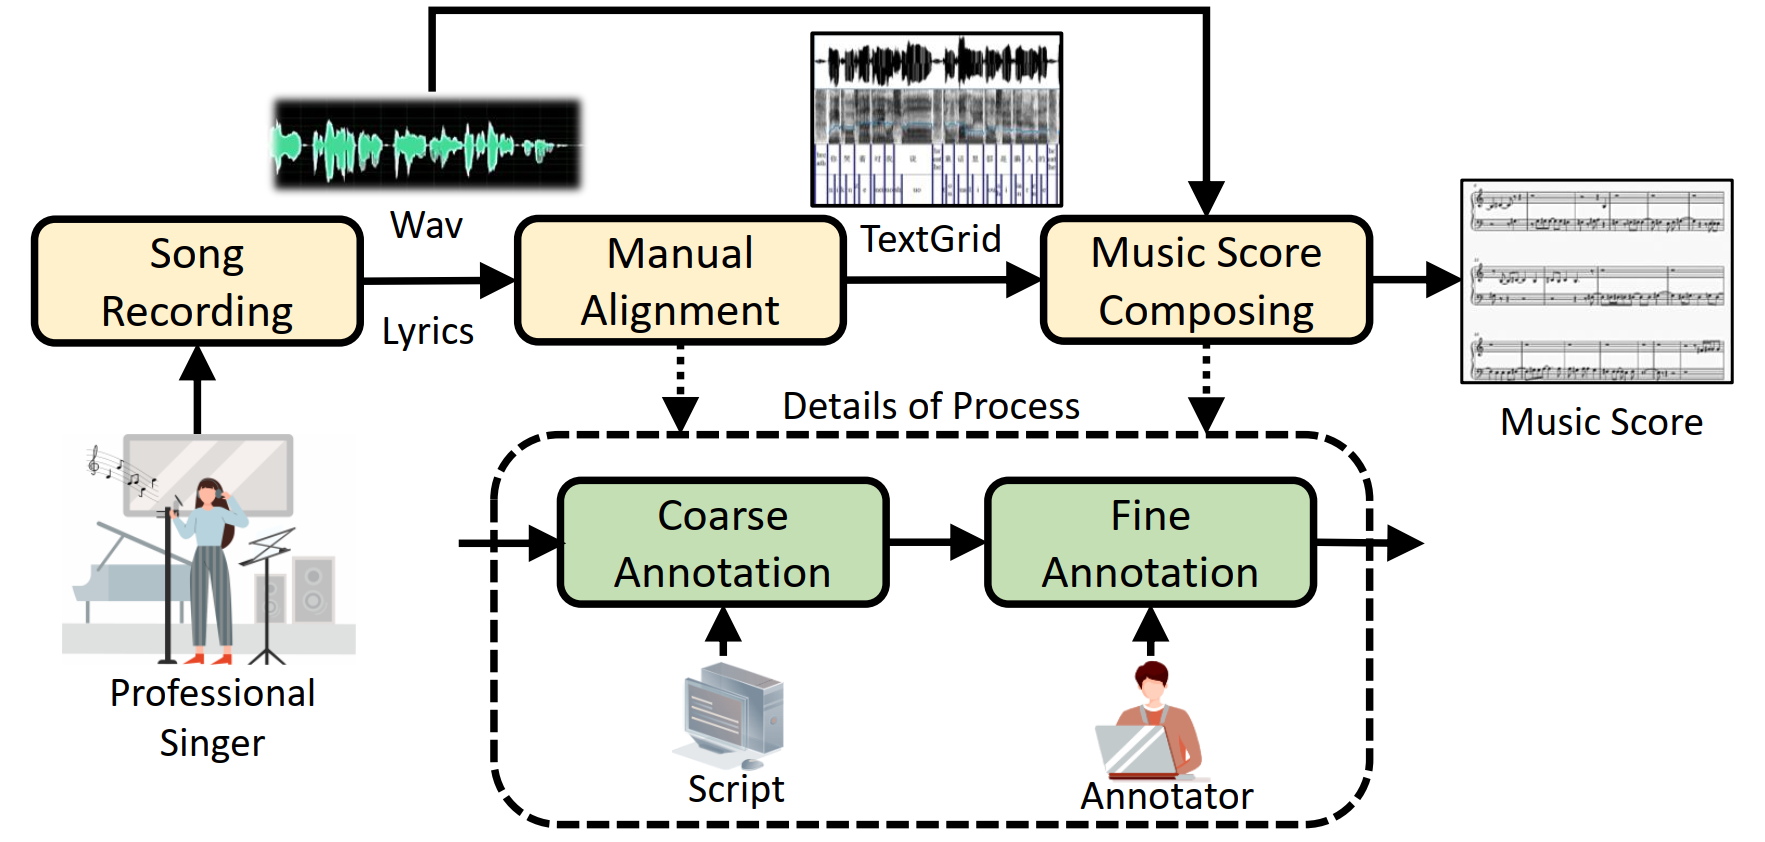 Wav
TextGrid
Song
Recording
Lyrics
Manual
Alignment
Music Score
Composing
Music Score
Details of Process
Coarse
Annotation
Fine
Annotation
Professional
Singer
Script
Annotator